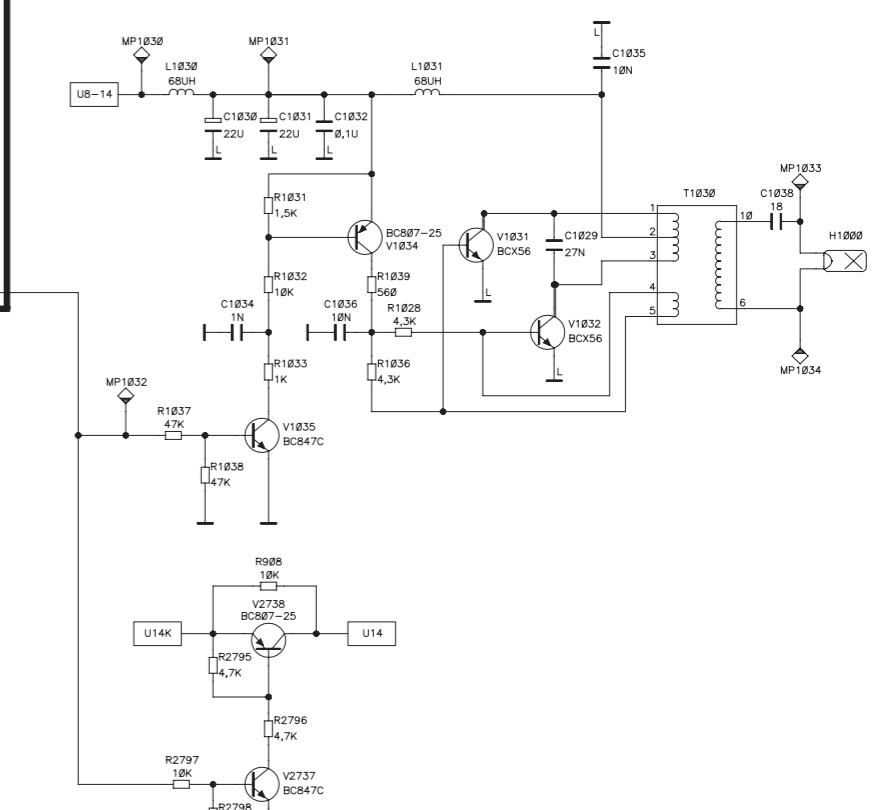 MP1Ø3Ø
MP1Ø31
L1Ø3Ø
68UH
L1Ø31
68UH
L
C1Ø35
1ØN
U8-14
C1Ø3Ø
22U
L
C1Ø31
22U
L
C1Ø32
Ø,1U
L
R1Ø31
1,5K
BC8Ø7-25
V1Ø34
V1Ø31
BCX56
L
C1Ø29
27N
T1Ø3Ø
1
2
3
4
5
1Ø
6
MP1Ø33
C1Ø38
18
H1ØØØ
MP1Ø34
R1Ø32
1ØK
R1Ø39
56Ø
C1Ø34
1N
C1Ø36
1ØN
R1Ø28
4,3K
V1Ø32
BCX56
L
R1Ø33
1K
R1Ø36
4,3K
MP1Ø32
R1Ø37
47K
V1Ø35
BC847C
R1Ø38
47K
R9Ø8
1ØK
V2738
BC8Ø7-25
U14K
U14
R2795
4,7K
R2796
4,7K
R2797
1ØK
V2737
BC847C
R2798